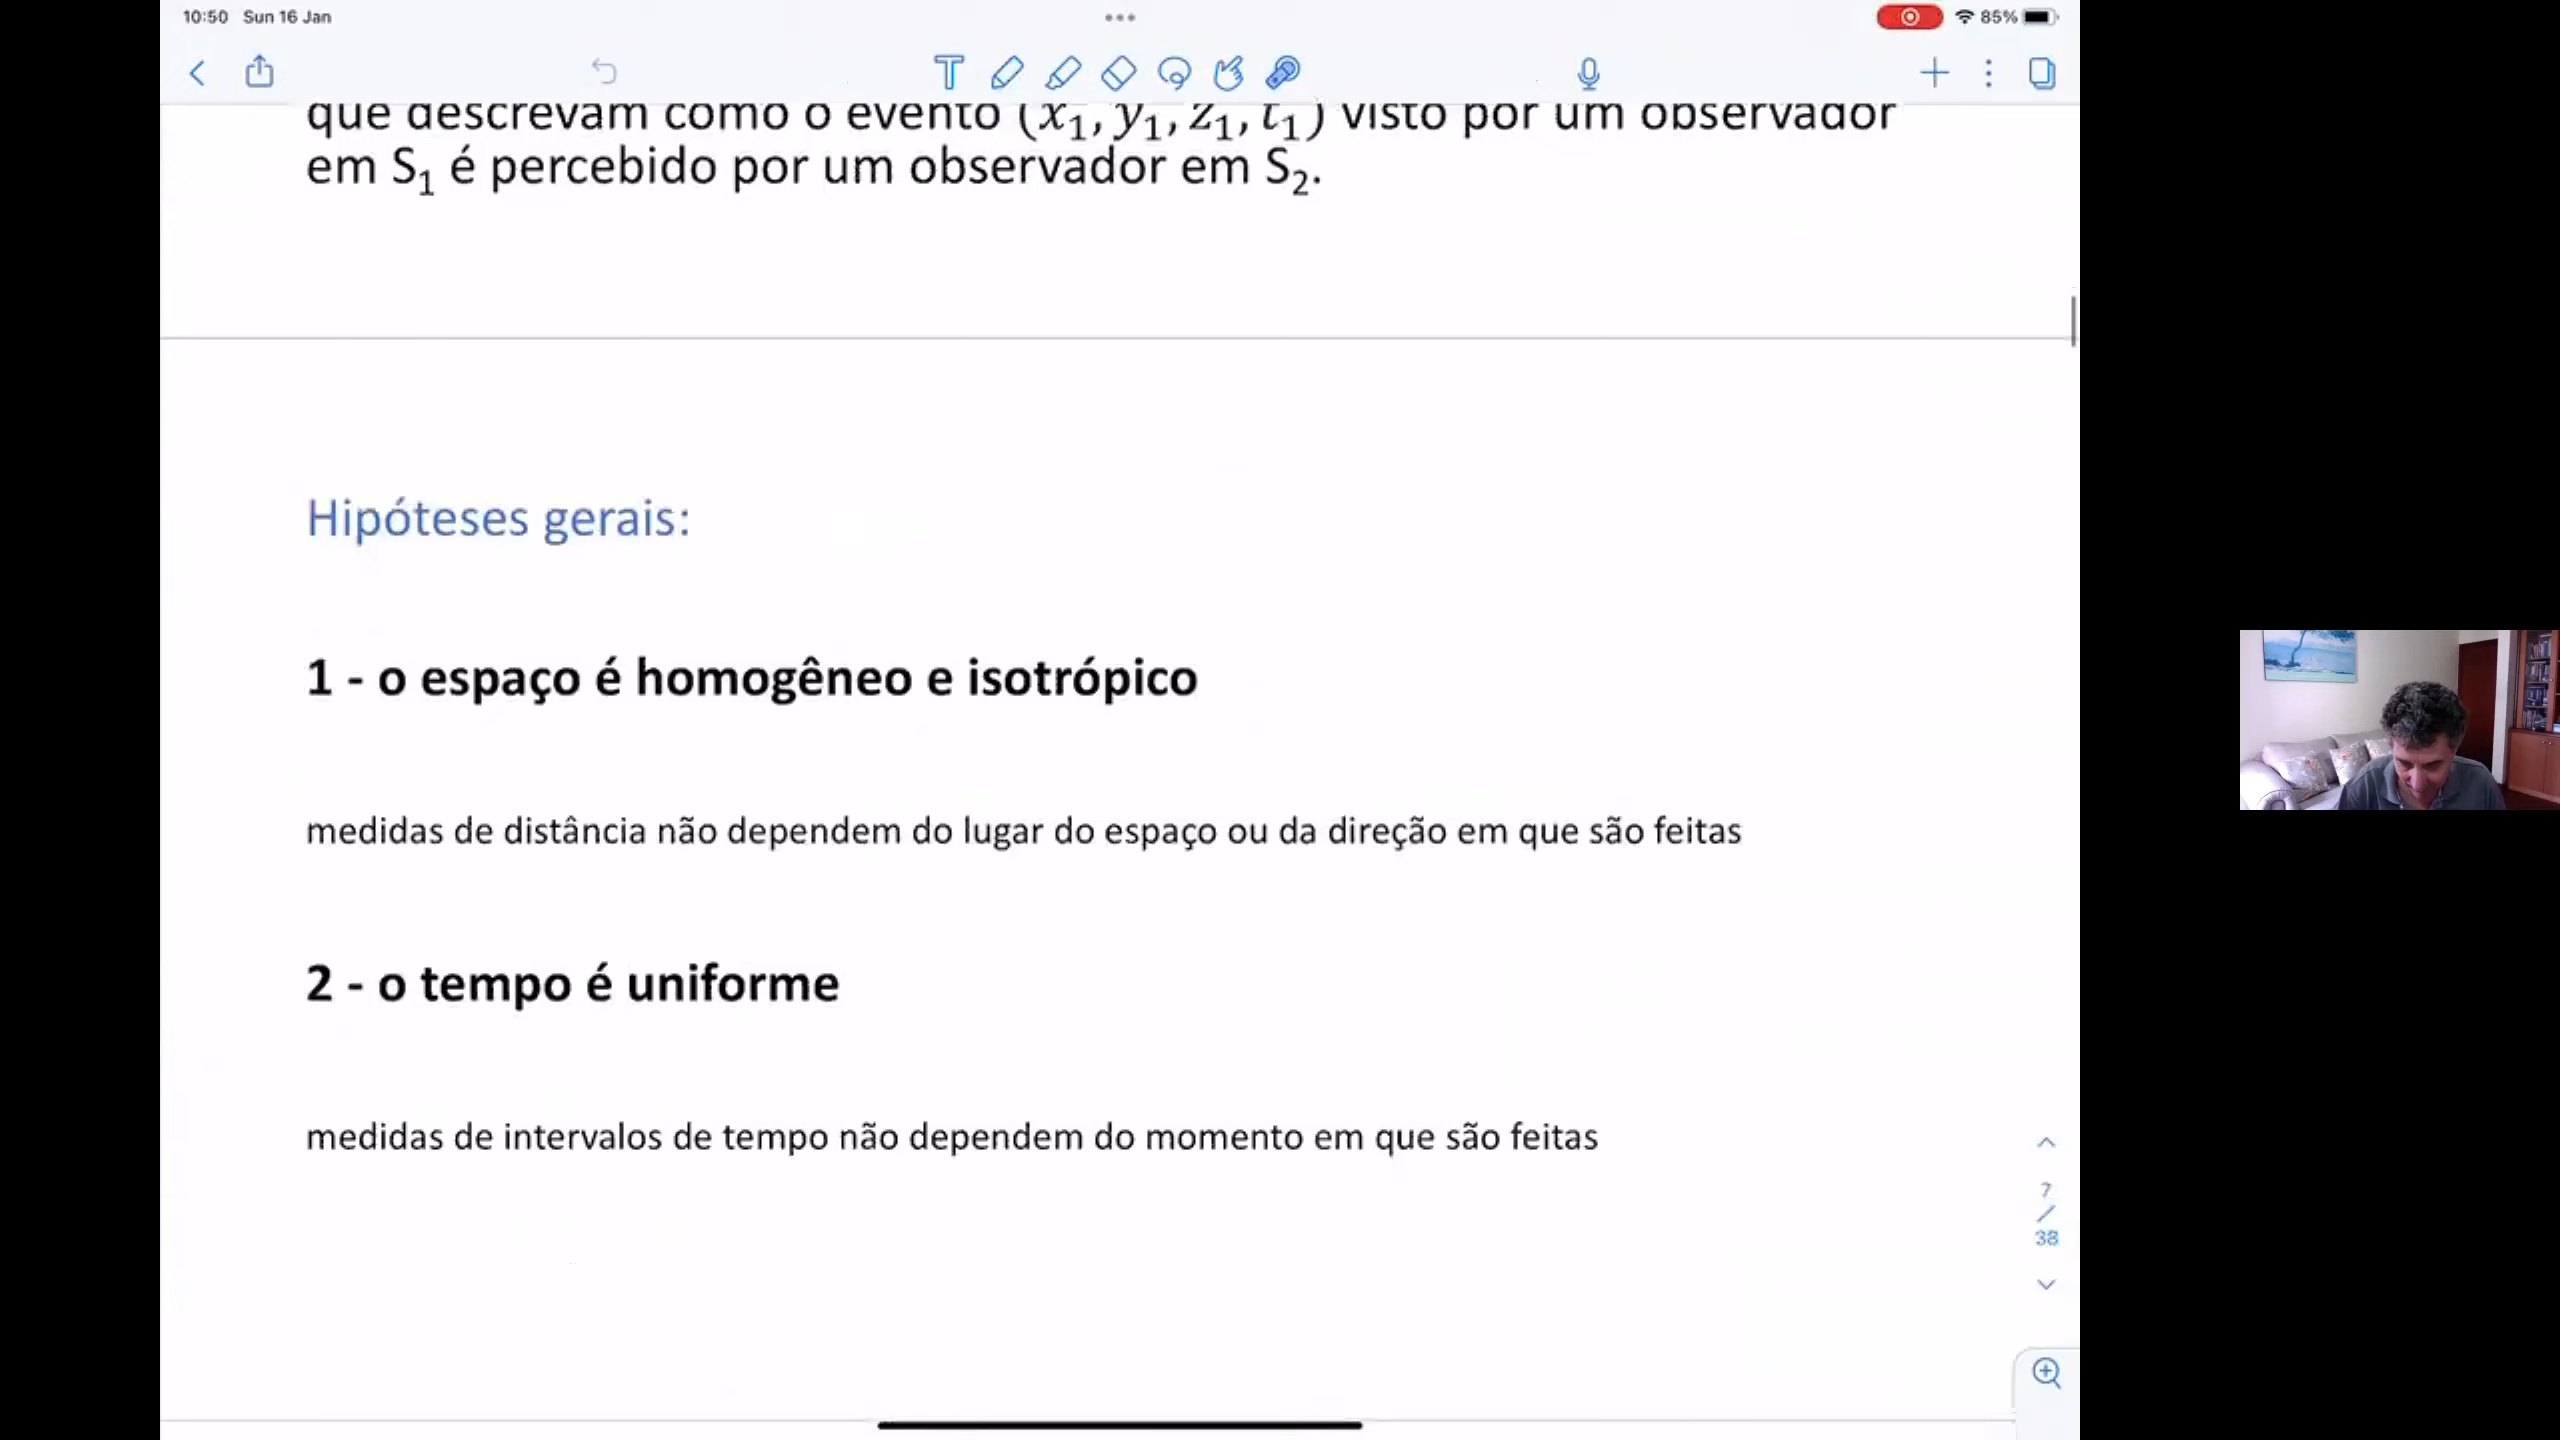 10:50 Sun 16 Jan
85%
que descrevam como o evento (x₁, y₁, z₁, t₁) visto por um observador
em S₁ é percebido por um observador em S₂.
Hipóteses gerais:
1 - o espaço é homogêneo e isotrópico
medidas de distância não dependem do lugar do espaço ou da direção em que são feitas
2 - o tempo é uniforme
medidas de intervalos de tempo não dependem do momento em que são feitas
7
/
38